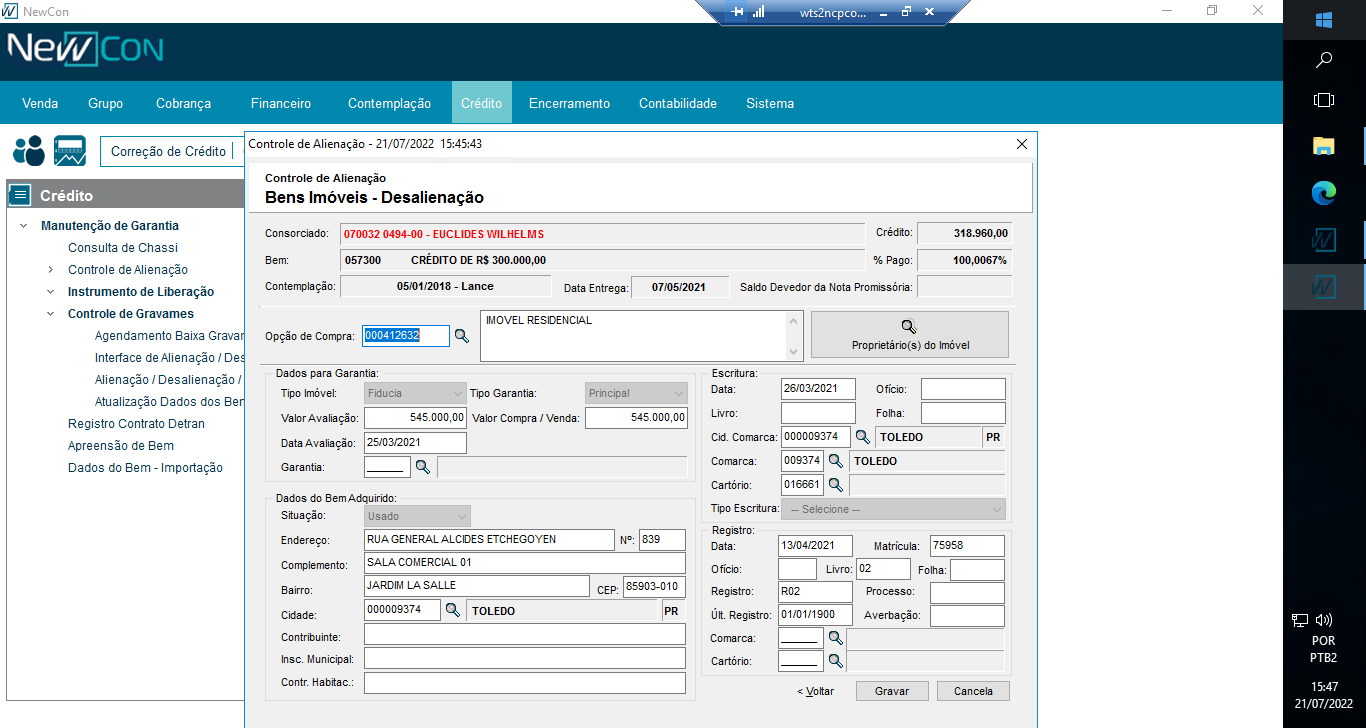 NewCon
wts2ncpco...
NewCon
Venda Grupo Cobrança Financeiro Contemplação Crédito Encerramento Contabilidade Sistema
Correção de Crédito
Crédito
Manutenção de Garantia
Consulta de Chassi
Controle de Alienação
Instrumento de Liberação
Controle de Gravames
Agendamento Baixa Gravar
Interface de Alienação / Des
Alienação / Desalienação /
Atualização Dados dos Ben
Registro Contrato Detran
Apreensão de Bem
Dados do Bem - Importação
Controle de Alienação - 21/07/2022 15:45:43
Controle de Alienação
Bens Imóveis - Desalienação
Consorciado: 070032 0494-00 - EUCLIDES WILHELMS Crédito: 318.960,00
Bem: 057300 CRÉDITO DE R$ 300.000,00 % Pago: 100,0067%
Contemplação: 05/01/2018 - Lance Data Entrega: 07/05/2021 Saldo Devedor da Nota Promissória:
Opção de Compra: 000412632 IMOVEL RESIDENCIAL Proprietário(s) do Imóvel
Dados para Garantia:
Tipo Imóvel: Fiducia Tipo Garantia: Principal
Valor Avaliação: 545.000,00 Valor Compra / Venda: 545.000,00
Data Avaliação: 25/03/2021
Garantia:
Escritura:
Data: 26/03/2021 Ofício:
Livro: Folha:
Cid. Comarca: 000009374 TOLEDO PR
Comarca: 009374 TOLEDO
Cartório: 016661
Tipo Escritura: -- Selecione --
Dados do Bem Adquirido:
Situação: Usado
Endereço: RUA GENERAL ALCIDES ETCHEGOYEN Nº: 839
Complemento: SALA COMERCIAL 01
Bairro: JARDIM LA SALLE CEP: 85903-010
Cidade: 000009374 TOLEDO PR
Contribuinte:
Insc. Municipal:
Contr. Habitac.:
Registro:
Data: 13/04/2021 Matrícula: 75958
Ofício: Livro: 02 Folha:
Registro: R02 Processo:
Últ. Registro: 01/01/1900 Averbação:
Comarca:
Cartório:
< Voltar Gravar Cancela
POR
PTB2
15:47
21/07/2022